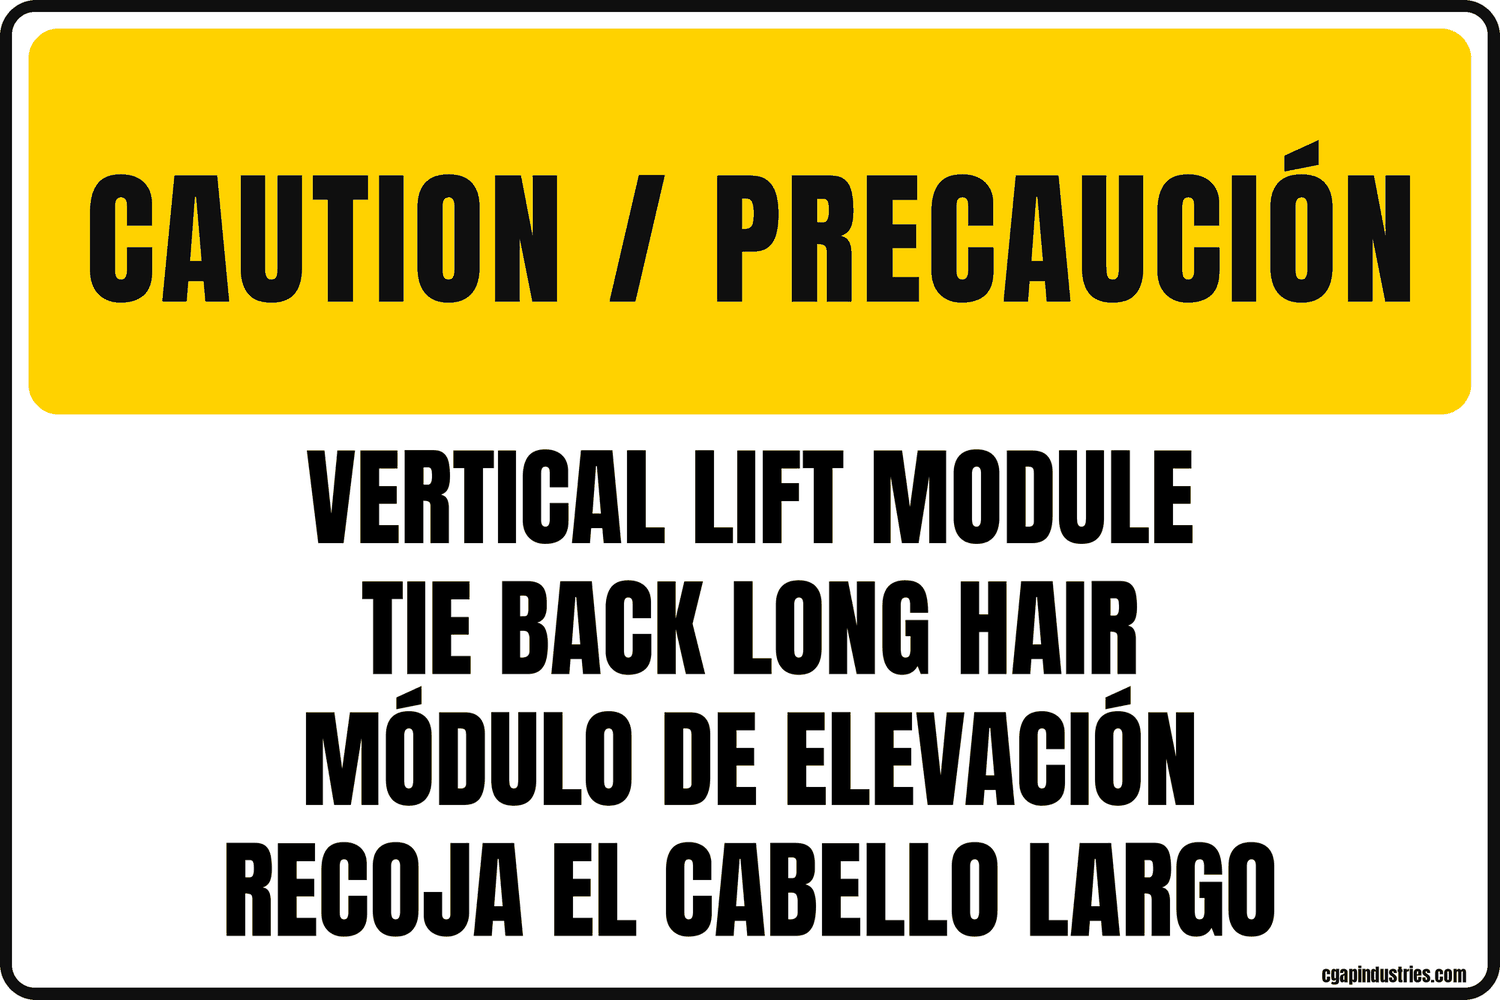 CAUTION / PRECAUCIÓN
VERTICAL LIFT MODULE
TIE BACK LONG HAIR
MÓDULO DE ELEVACIÓN
RECOJA EL CABELLO LARGO
cgapindustries.com